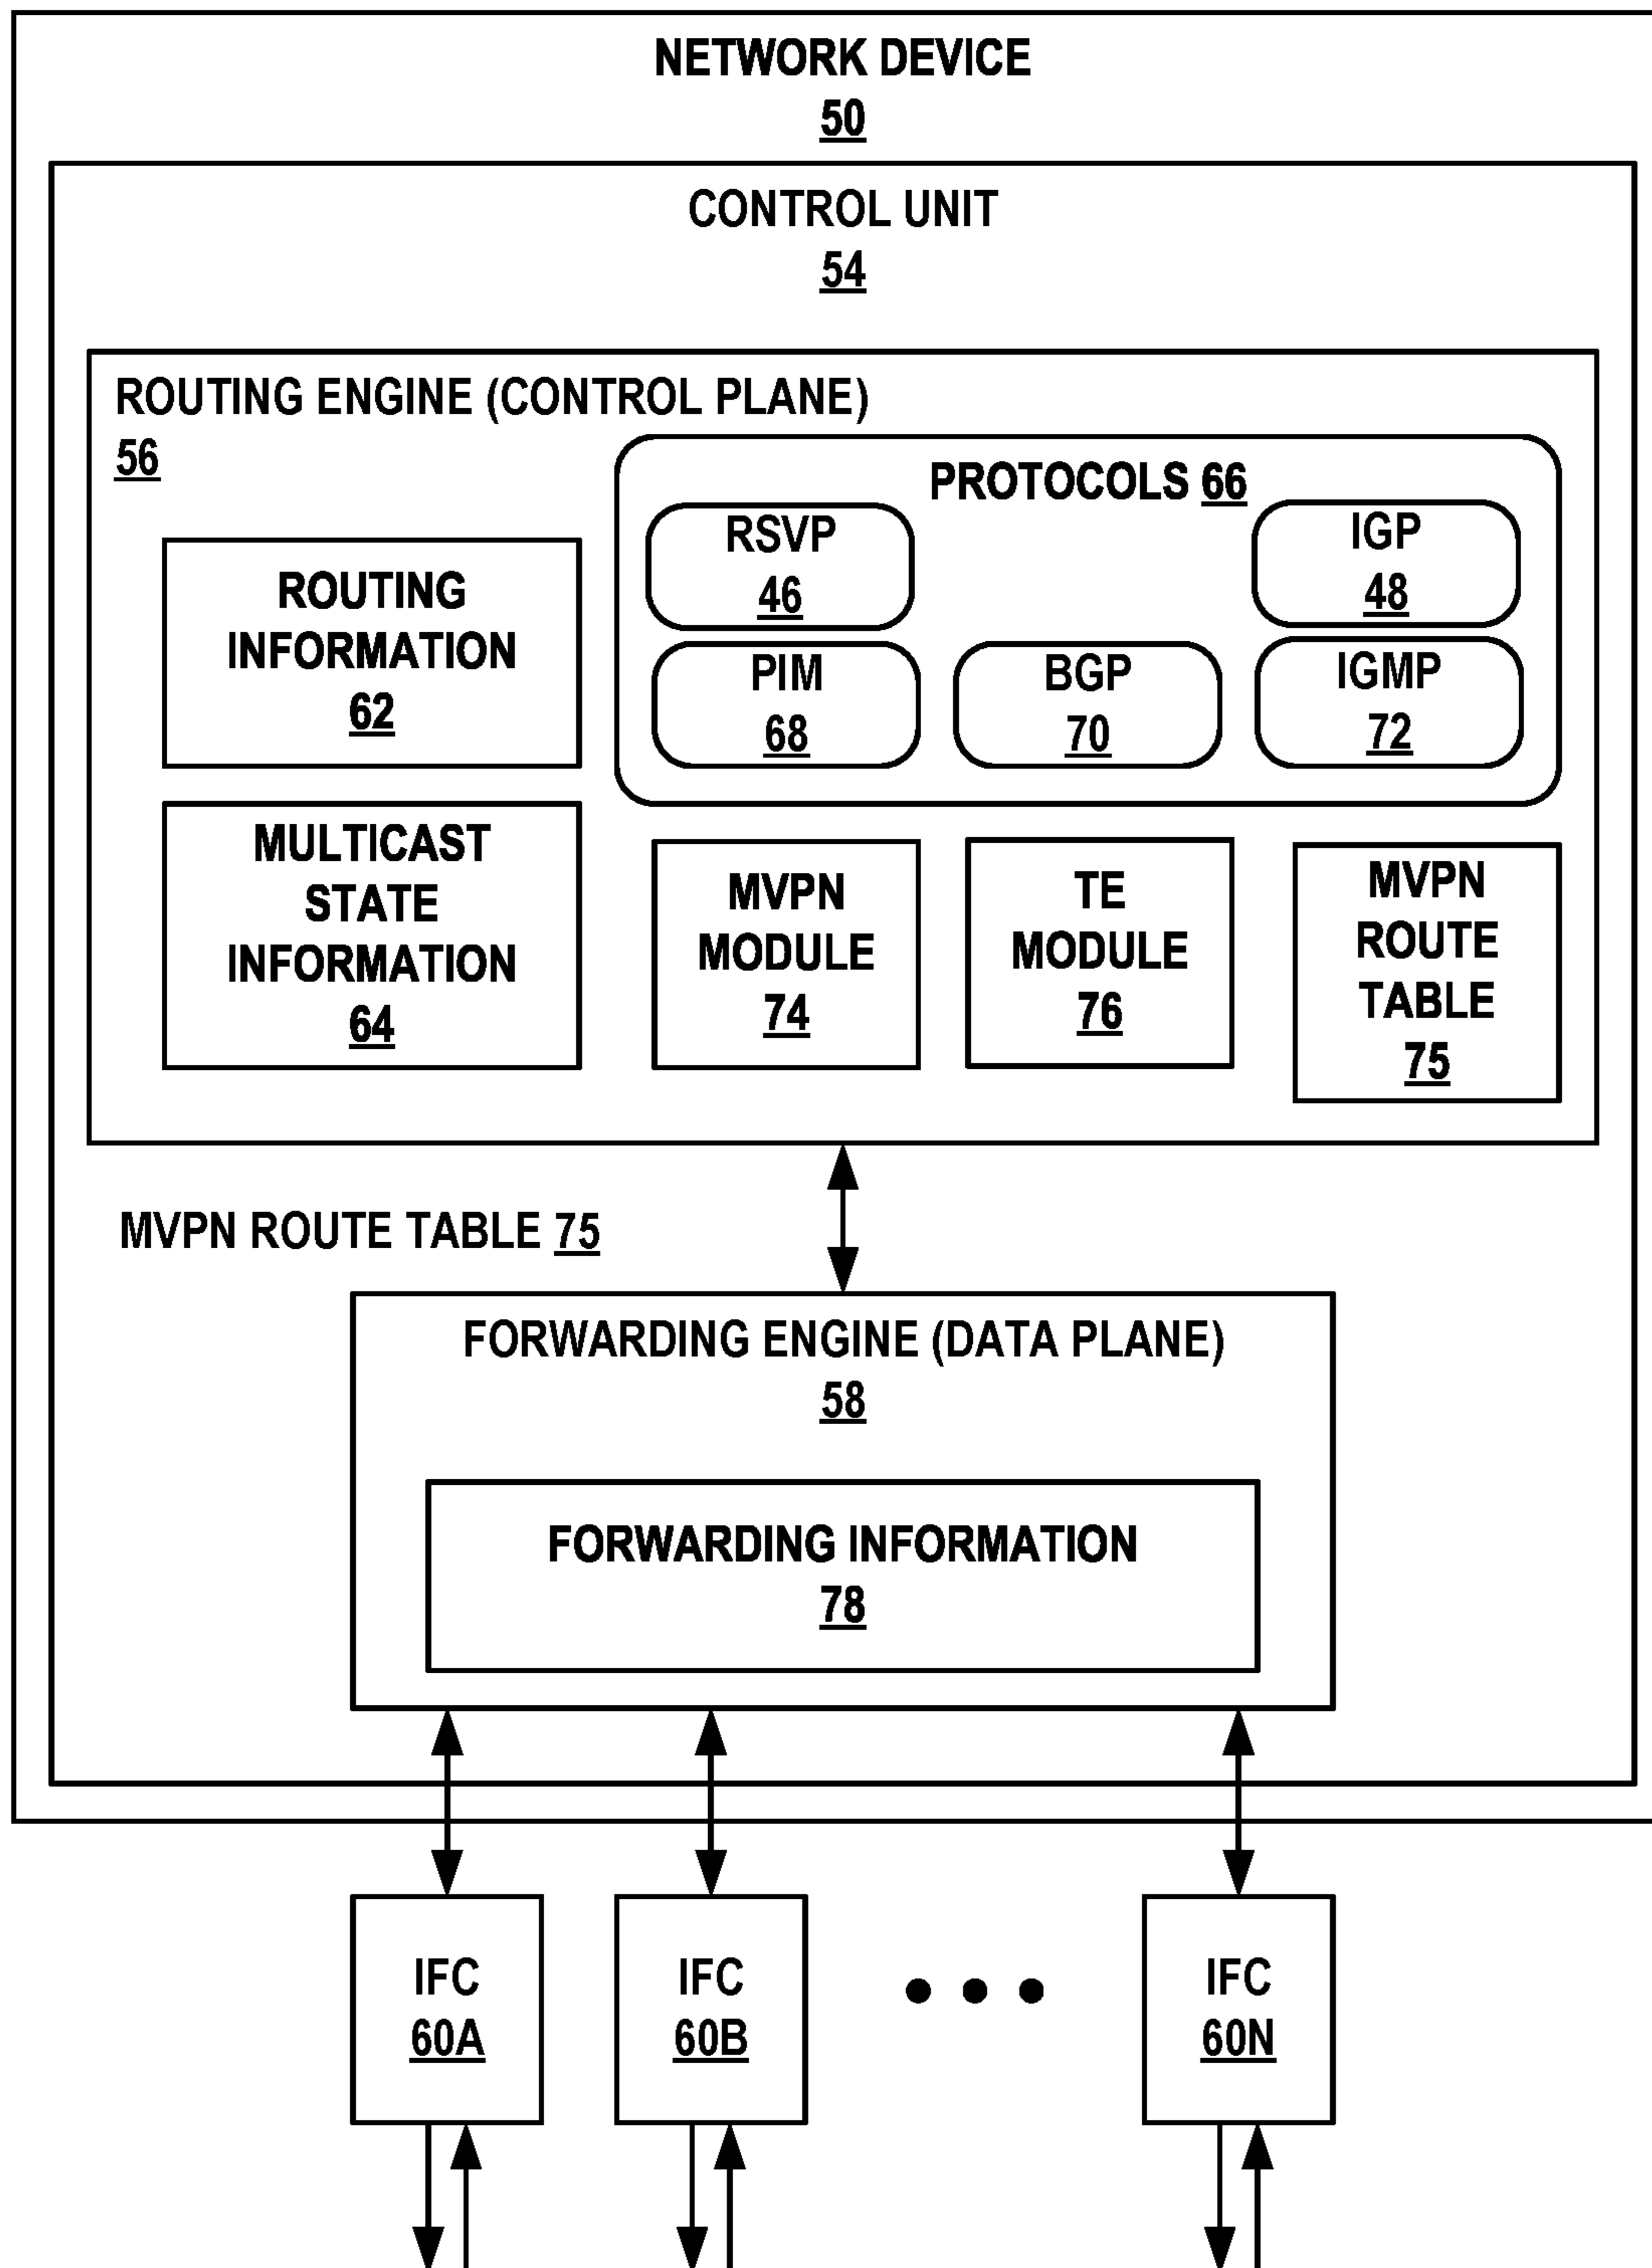 NETWORK DEVICE
50
CONTROL UNIT
54
ROUTING ENGINE (CONTROL PLANE)
56
PROTOCOLS 66
RSVP
46
IGP
48
PIM
68
BGP
70
IGMP
72
ROUTING
INFORMATION
62
MULTICAST
STATE
INFORMATION
64
MVPN
MODULE
74
TE
MODULE
76
MVPN
ROUTE
TABLE
75
MVPN ROUTE TABLE 75
FORWARDING ENGINE (DATA PLANE)
58
FORWARDING INFORMATION
78
IFC
60A
IFC
60B
IFC
60N